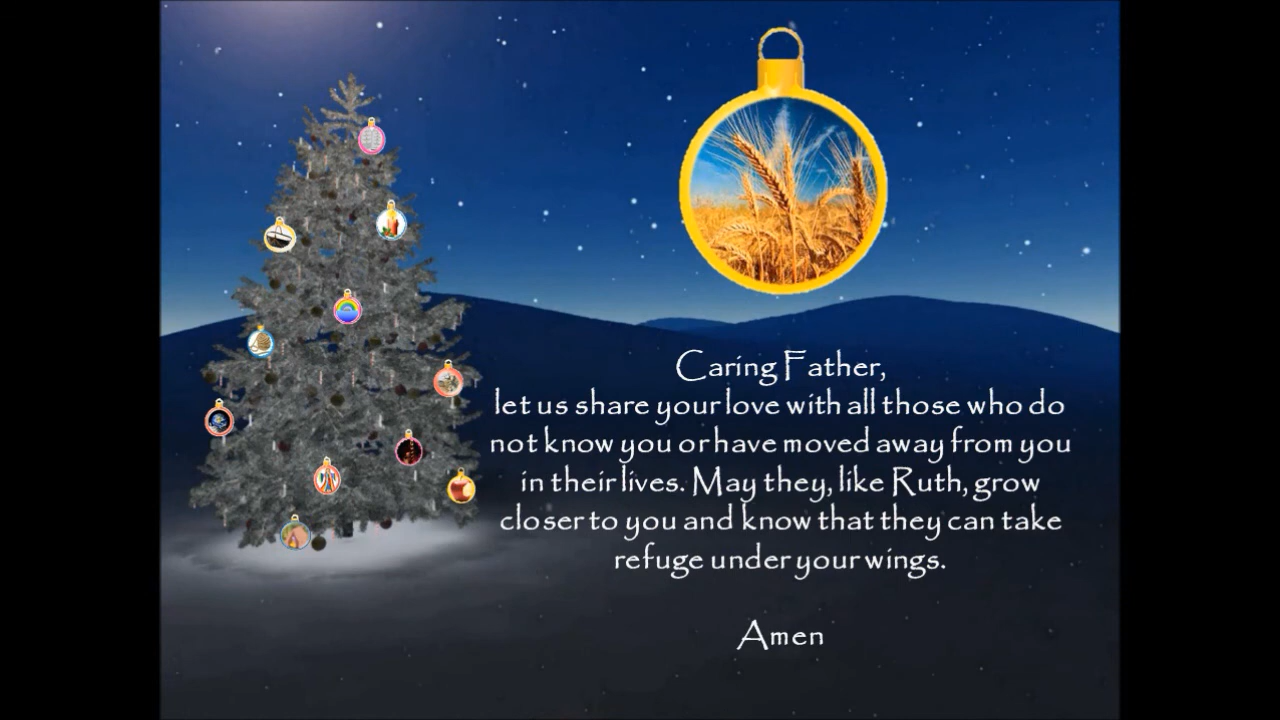 Caring Father,
let us share your love with all those who do
not know you or have moved away from you
in their lives. May they, like Ruth, grow
closer to you and know that they can take
refuge under your wings.
Amen